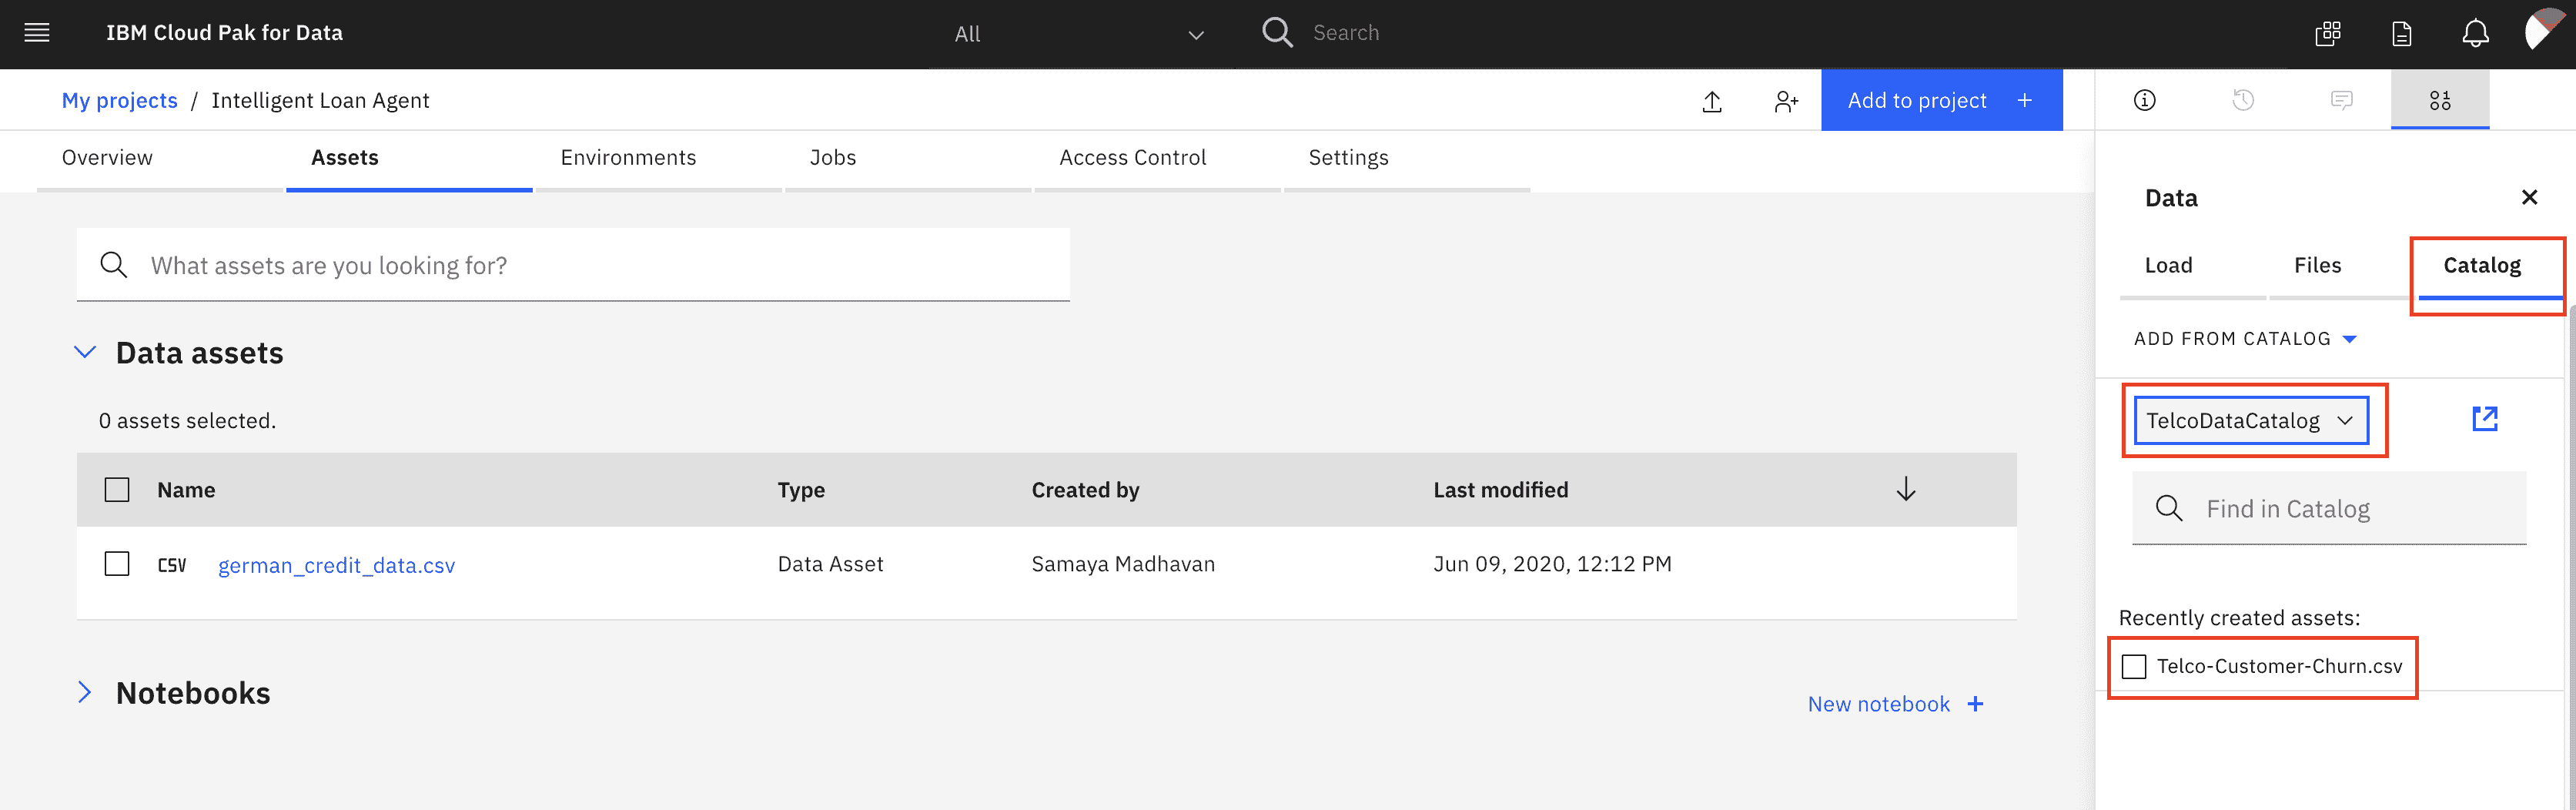 IBM Cloud Pak for Data
All
Search
My projects / Intelligent Loan Agent
Add to project +
Overview
Assets
Environments
Jobs
Access Control
Settings
What assets are you looking for?
Data assets
0 assets selected.
Name
Type
Created by
Last modified
CSV
german_credit_data.csv
Data Asset
Samaya Madhavan
Jun 09, 2020, 12:12 PM
Notebooks
New notebook +
Data
Load
Files
Catalog
ADD FROM CATALOG
TelcoDataCatalog
Find in Catalog
Recently created assets:
Telco-Customer-Churn.csv